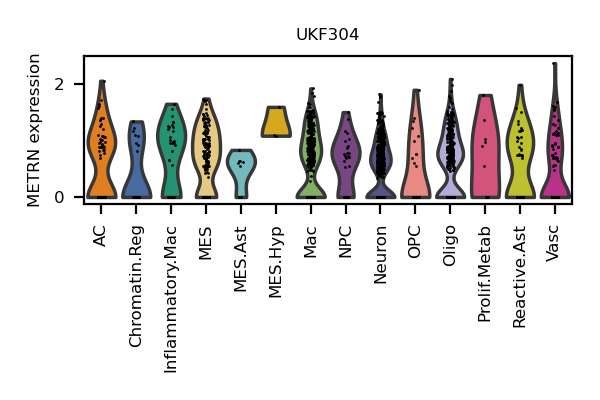 UKF304
METRN expression
2
0
AC
Chromatin.Reg
Inflammatory.Mac
MES
MES.Ast
MES.Hyp
Mac
NPC
Neuron
OPC
Oligo
Prolif.Metab
Reactive.Ast
Vasc